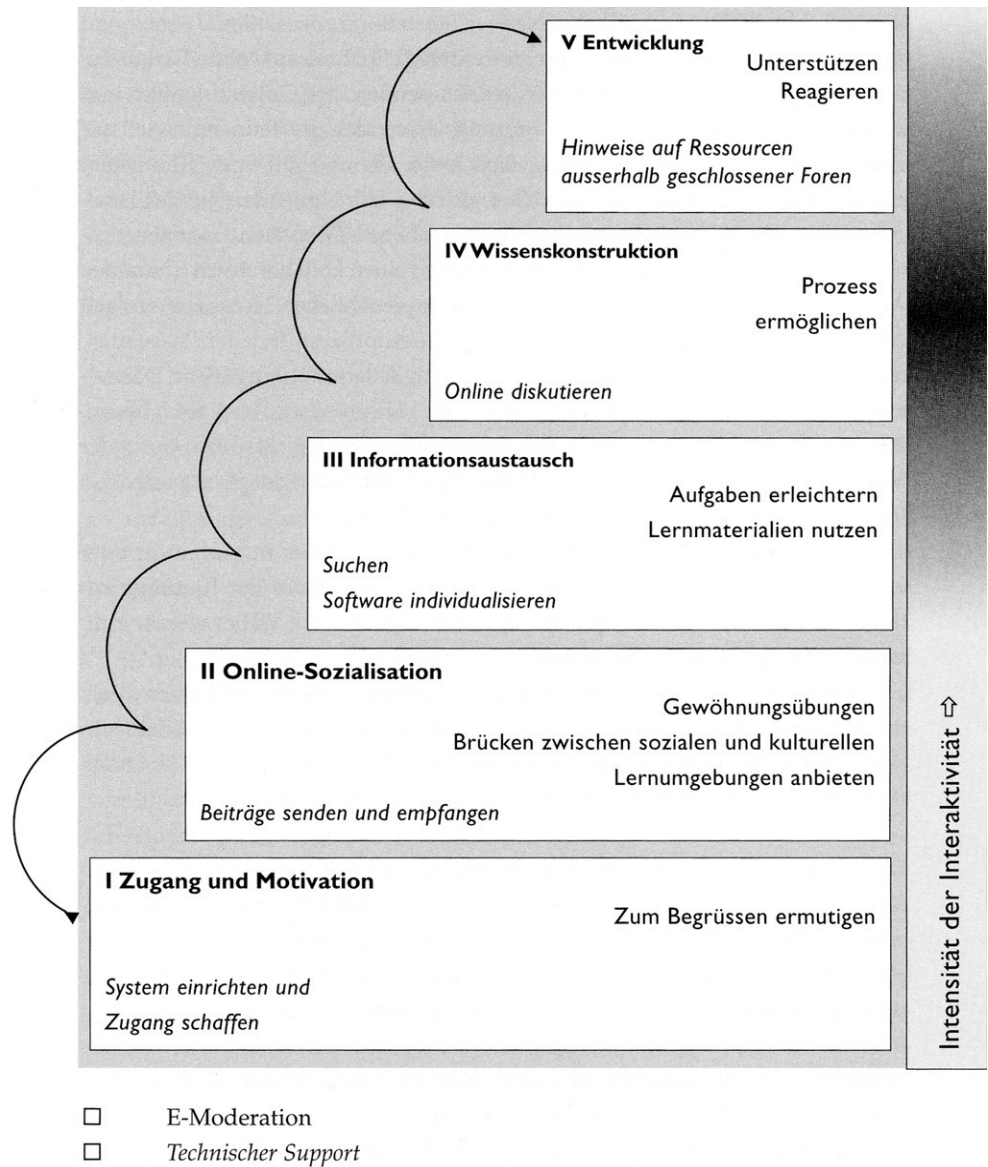 V Entwicklung
Unterstützen
Reagieren
Hinweise auf Ressourcen
ausserhalb geschlossener Foren
IV Wissenskonstruktion
Prozess
ermöglichen
Online diskutieren
III Informationsaustausch
Aufgaben erleichtern
Lernmaterialien nutzen
Suchen
Software individualisieren
II Online-Sozialisation
Gewöhnungsübungen
Brücken zwischen sozialen und kulturellen
Lernumgebungen anbieten
Beiträge senden und empfangen
I Zugang und Motivation
Zum Begrüssen ermutigen
System einrichten und
Zugang schaffen
Intensität der Interaktivität ⇨
☐ E-Moderation
☐ Technischer Support